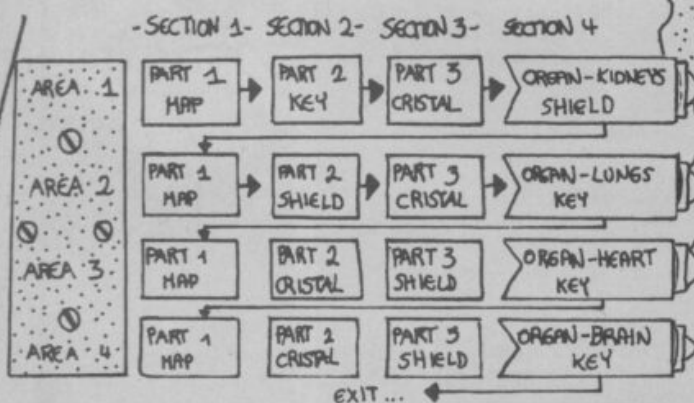 -SECTION 1- SECTION 2- SECTION 3- SECTION 4
AREA 1
PART 1 MAP
PART 2 KEY
PART 3 CRISTAL
ORGAN-KIDNEYS SHIELD
AREA 2
PART 1 MAP
PART 2 SHIELD
PART 3 CRISTAL
ORGAN-LUNGS KEY
AREA 3
PART 1 MAP
PART 2 CRISTAL
PART 3 SHIELD
ORGAN-HEART KEY
AREA 4
PART 1 MAP
PART 2 CRISTAL
PART 3 SHIELD
ORGAN-BRAIN KEY
EXIT...